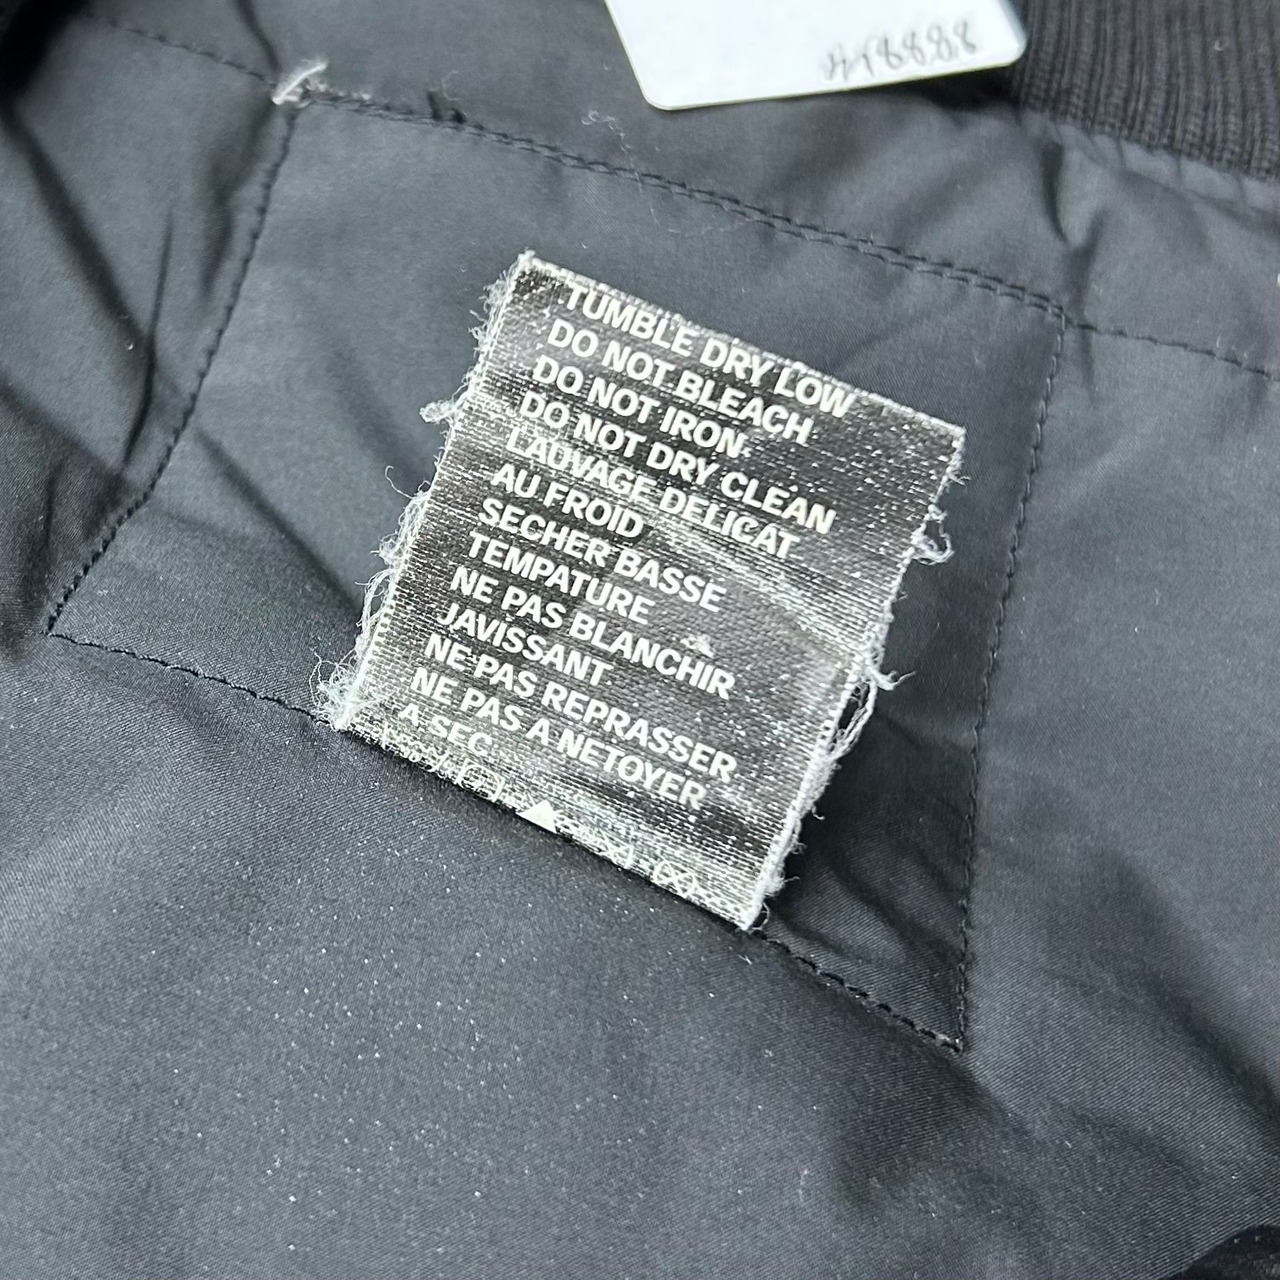 TUMBLE DRY LOW
DO NOT BLEACH
DO NOT IRON
DO NOT DRY CLEAN
LAUVAGE DELICAT
AU FROID
SECHER BASSE
TEMPATURE
NE PAS BLANCHIR
JAVISSANT
NE PAS REPRASSER
NE PAS A NETOYER
A SEC.